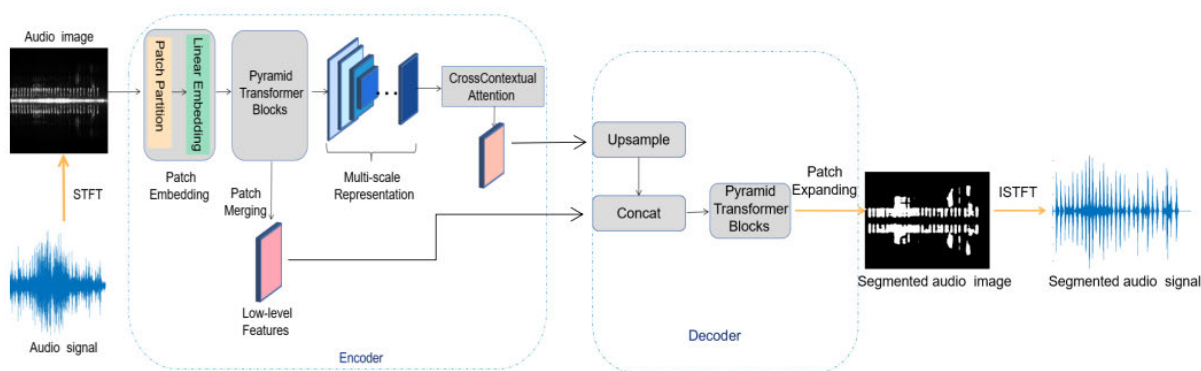 Audio image
STFT
Audio signal
Patch Partition
Linear Embedding
Patch
Embedding
Pyramid
Transformer
Blocks
Patch
Merging
Low-level
Features
Multi-scale
Representation
CrossContextual
Attention
Encoder
Upsample
Concat
Pyramid
Transformer
Blocks
Decoder
Patch
Expanding
Segmented audio image
ISTFT
Segmented audio signal